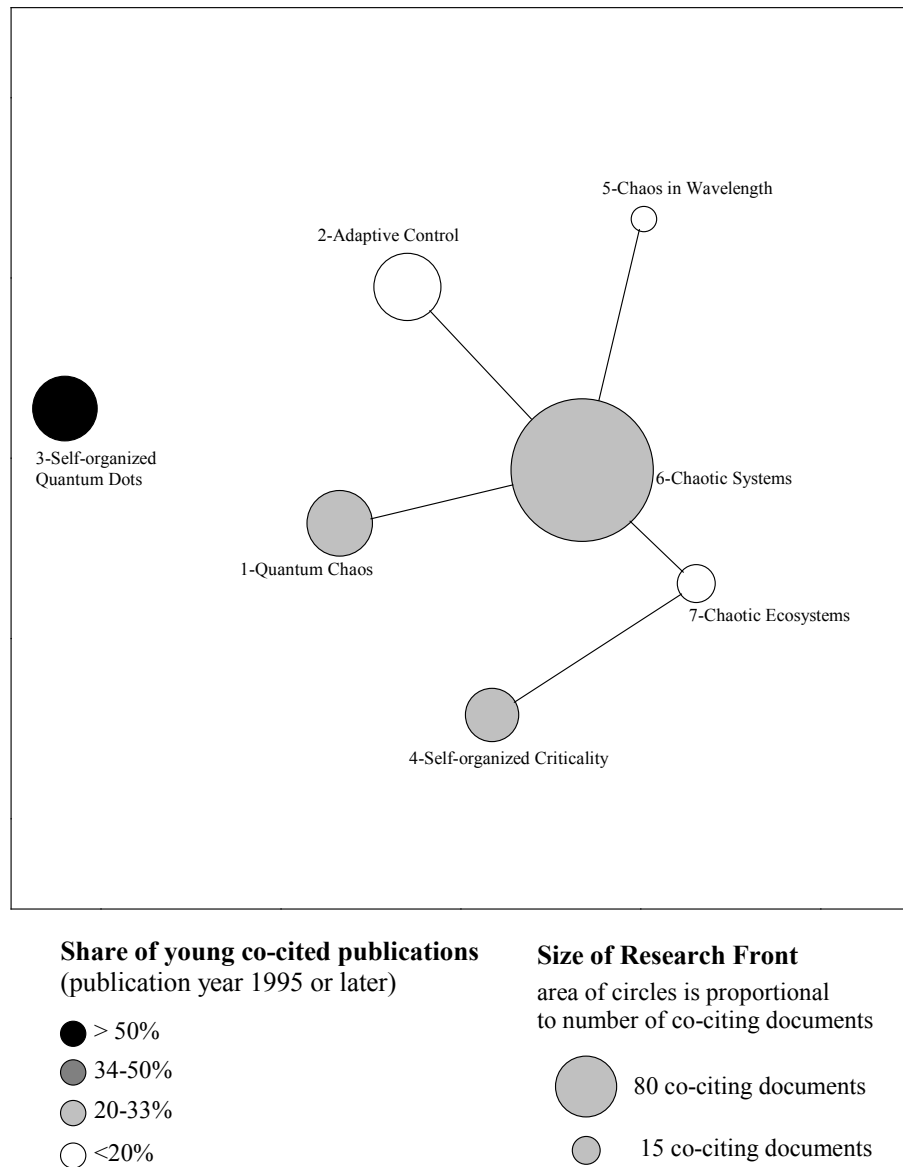 5-Chaos in Wavelength
2-Adaptive Control
3-Self-organized
Quantum Dots
6-Chaotic Systems
1-Quantum Chaos
7-Chaotic Ecosystems
4-Self-organized Criticality
Share of young co-cited publications
(publication year 1995 or later)
> 50%
34-50%
20-33%
<20%
Size of Research Front
area of circles is proportional
to number of co-citing documents
80 co-citing documents
15 co-citing documents